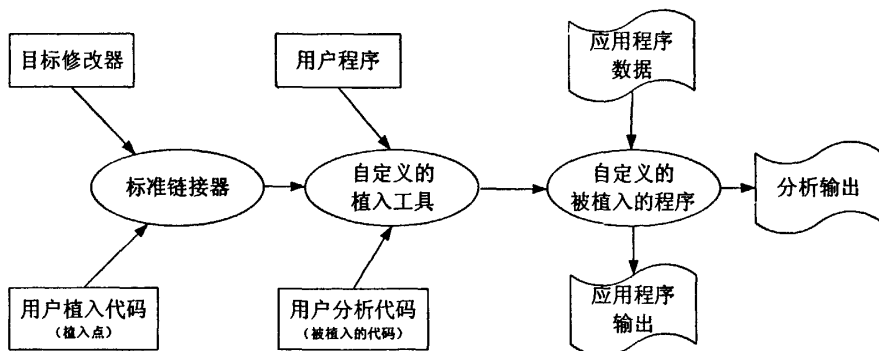 目标修改器
用户程序
应用程序
数据
标准链接器
自定义的
植入工具
自定义的
被植入的程序
分析输出
用户植入代码
(植入点)
用户分析代码
(被植入的代码)
应用程序
输出